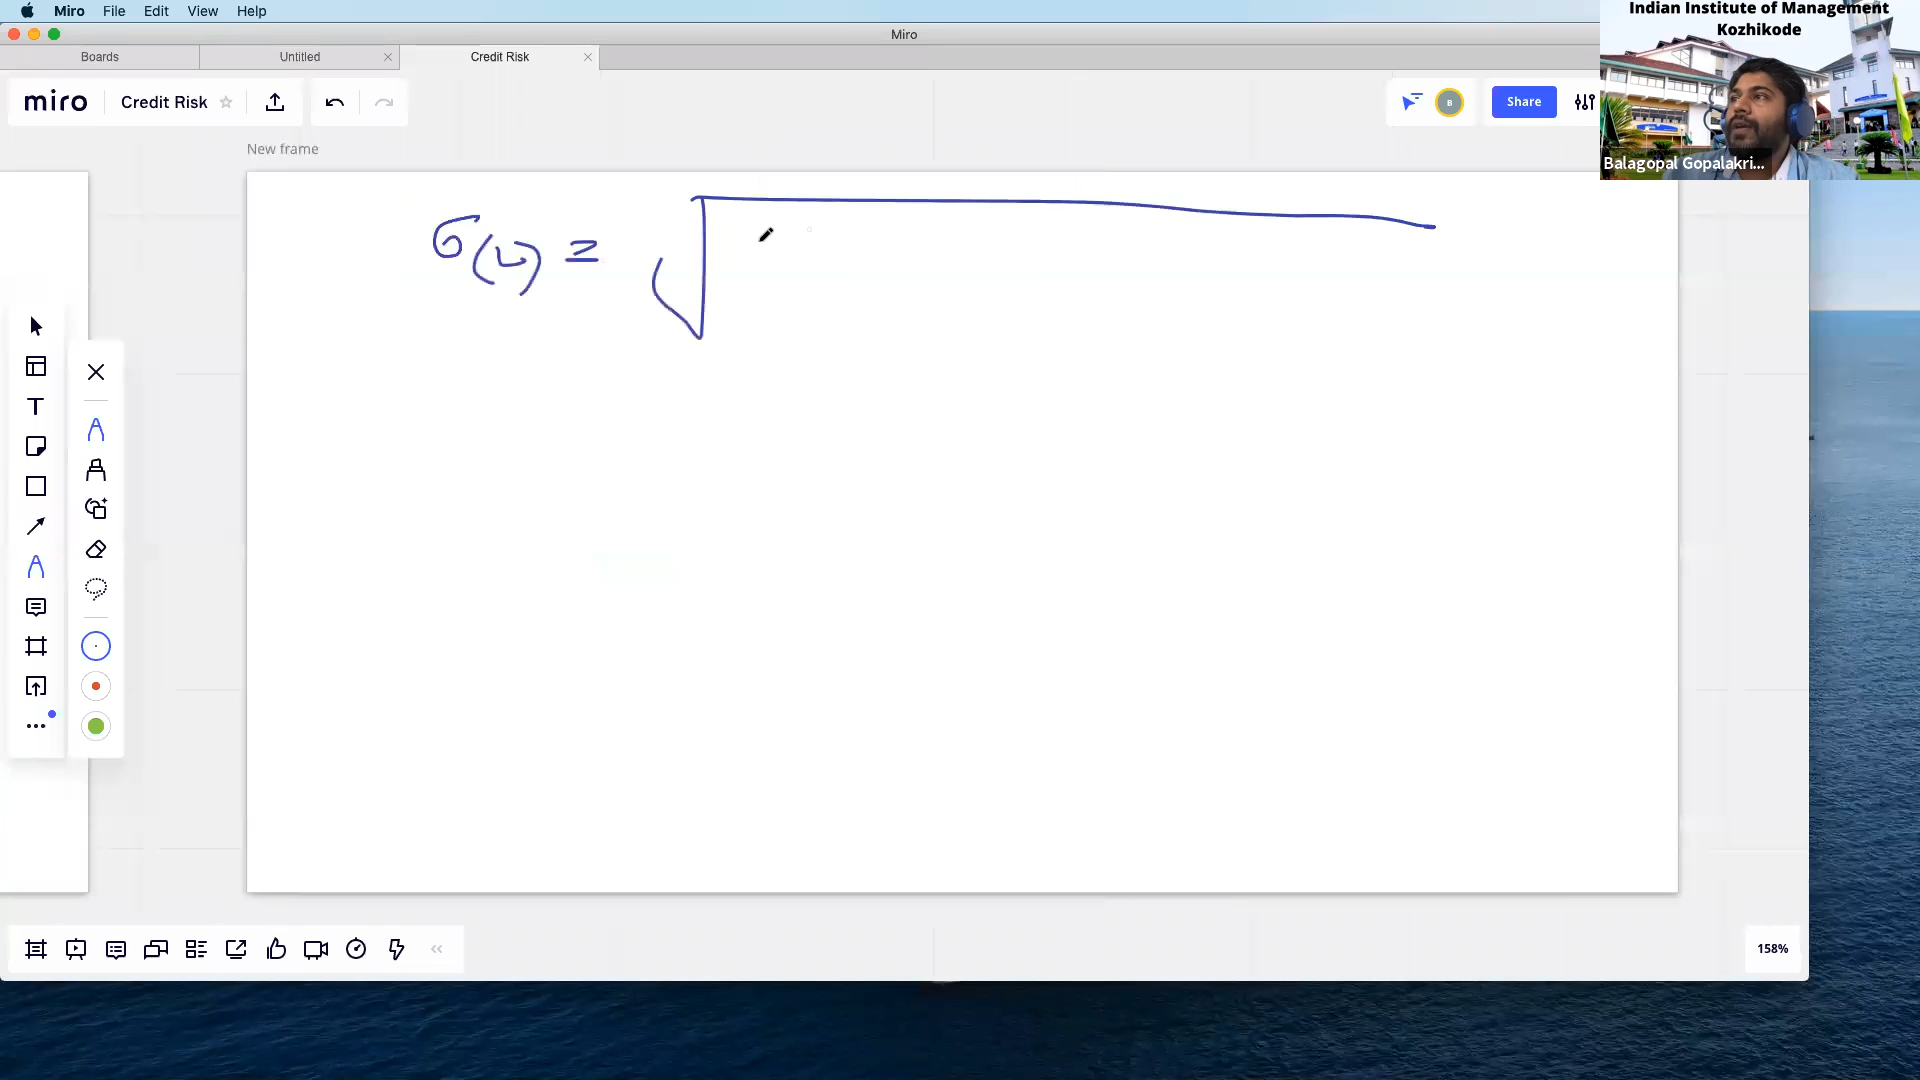 Miro File Edit View Help
Miro
Boards Untitled Credit Risk
miro Credit Risk
B Share
Indian Institute of Management
Kozhikode
Balagopal Gopalakri...
New frame
σ(L) = √
T
158%